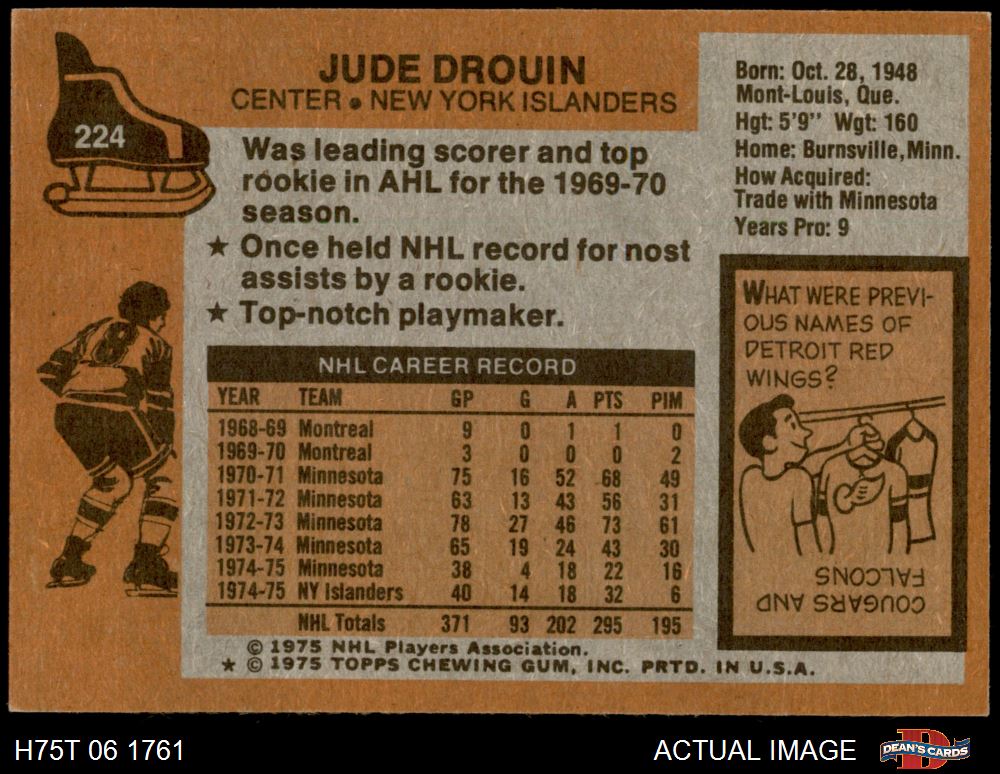 224
JUDE DROUIN
CENTER • NEW YORK ISLANDERS
Was leading scorer and top
rookie in AHL for the 1969-70
season.
★ Once held NHL record for nost
assists by a rookie.
★ Top-notch playmaker.
Born: Oct. 28, 1948
Mont-Louis, Que.
Hgt: 5'9" Wgt: 160
Home: Burnsville, Minn.
How Acquired:
Trade with Minnesota
Years Pro: 9
8
NHL CAREER RECORD
YEAR TEAM GP G A PTS PIM
1968-69 Montreal 9 0 1 1 0
1969-70 Montreal 3 0 0 0 2
1970-71 Minnesota 75 16 52 68 49
1971-72 Minnesota 63 13 43 56 31
1972-73 Minnesota 78 27 46 73 61
1973-74 Minnesota 65 19 24 43 30
1974-75 Minnesota 38 4 18 22 16
1974-75 NY Islanders 40 14 18 32 6
NHL Totals 371 93 202 295 195
© 1975 NHL Players Association.
★ © 1975 TOPPS CHEWING GUM, INC. PRTD. IN U.S.A.
WHAT WERE PREVI-
OUS NAMES OF
DETROIT RED
WINGS?
COUGARS AND
FALCONS
H75T 06 1761
ACTUAL IMAGE
DEAN'S CARDS